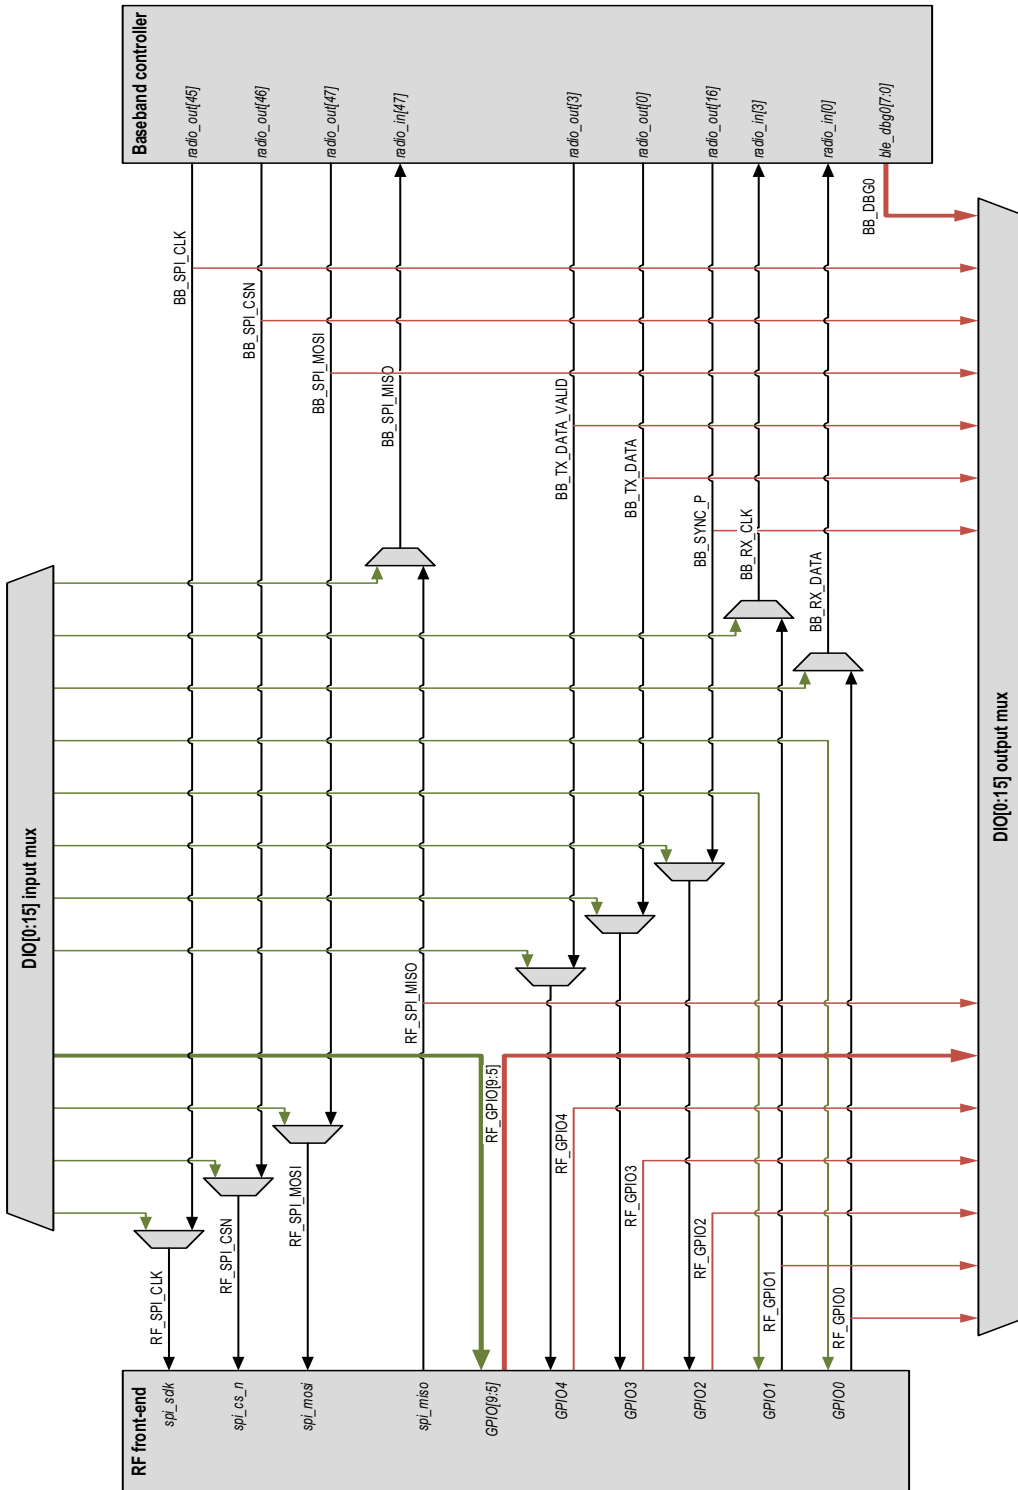 Baseband controller
radio_out[45]
radio_out[46]
radio_out[47]
radio_in[47]
radio_out[3]
radio_out[0]
radio_out[16]
radio_in[3]
radio_in[0]
ble_dbg0[7:0]
BB_SPI_CLK
BB_SPI_CSN
BB_SPI_MOSI
BB_SPI_MISO
BB_TX_DATA_VALID
BB_TX_DATA
BB_SYNC_P
BB_RX_CLK
BB_RX_DATA
BB_DBG0
DIO[0:15] input mux
DIO[0:15] output mux
RF_SPI_CLK
RF_SPI_CSN
RF_SPI_MOSI
RF_SPI_MISO
RF_GPIO[9:5]
RF_GPIO4
RF_GPIO3
RF_GPIO2
RF_GPIO1
RF_GPIO0
RF front-end
spi_sclk
spi_cs_n
spi_mosi
spi_miso
GPIO[9:5]
GPIO4
GPIO3
GPIO2
GPIO1
GPIO0